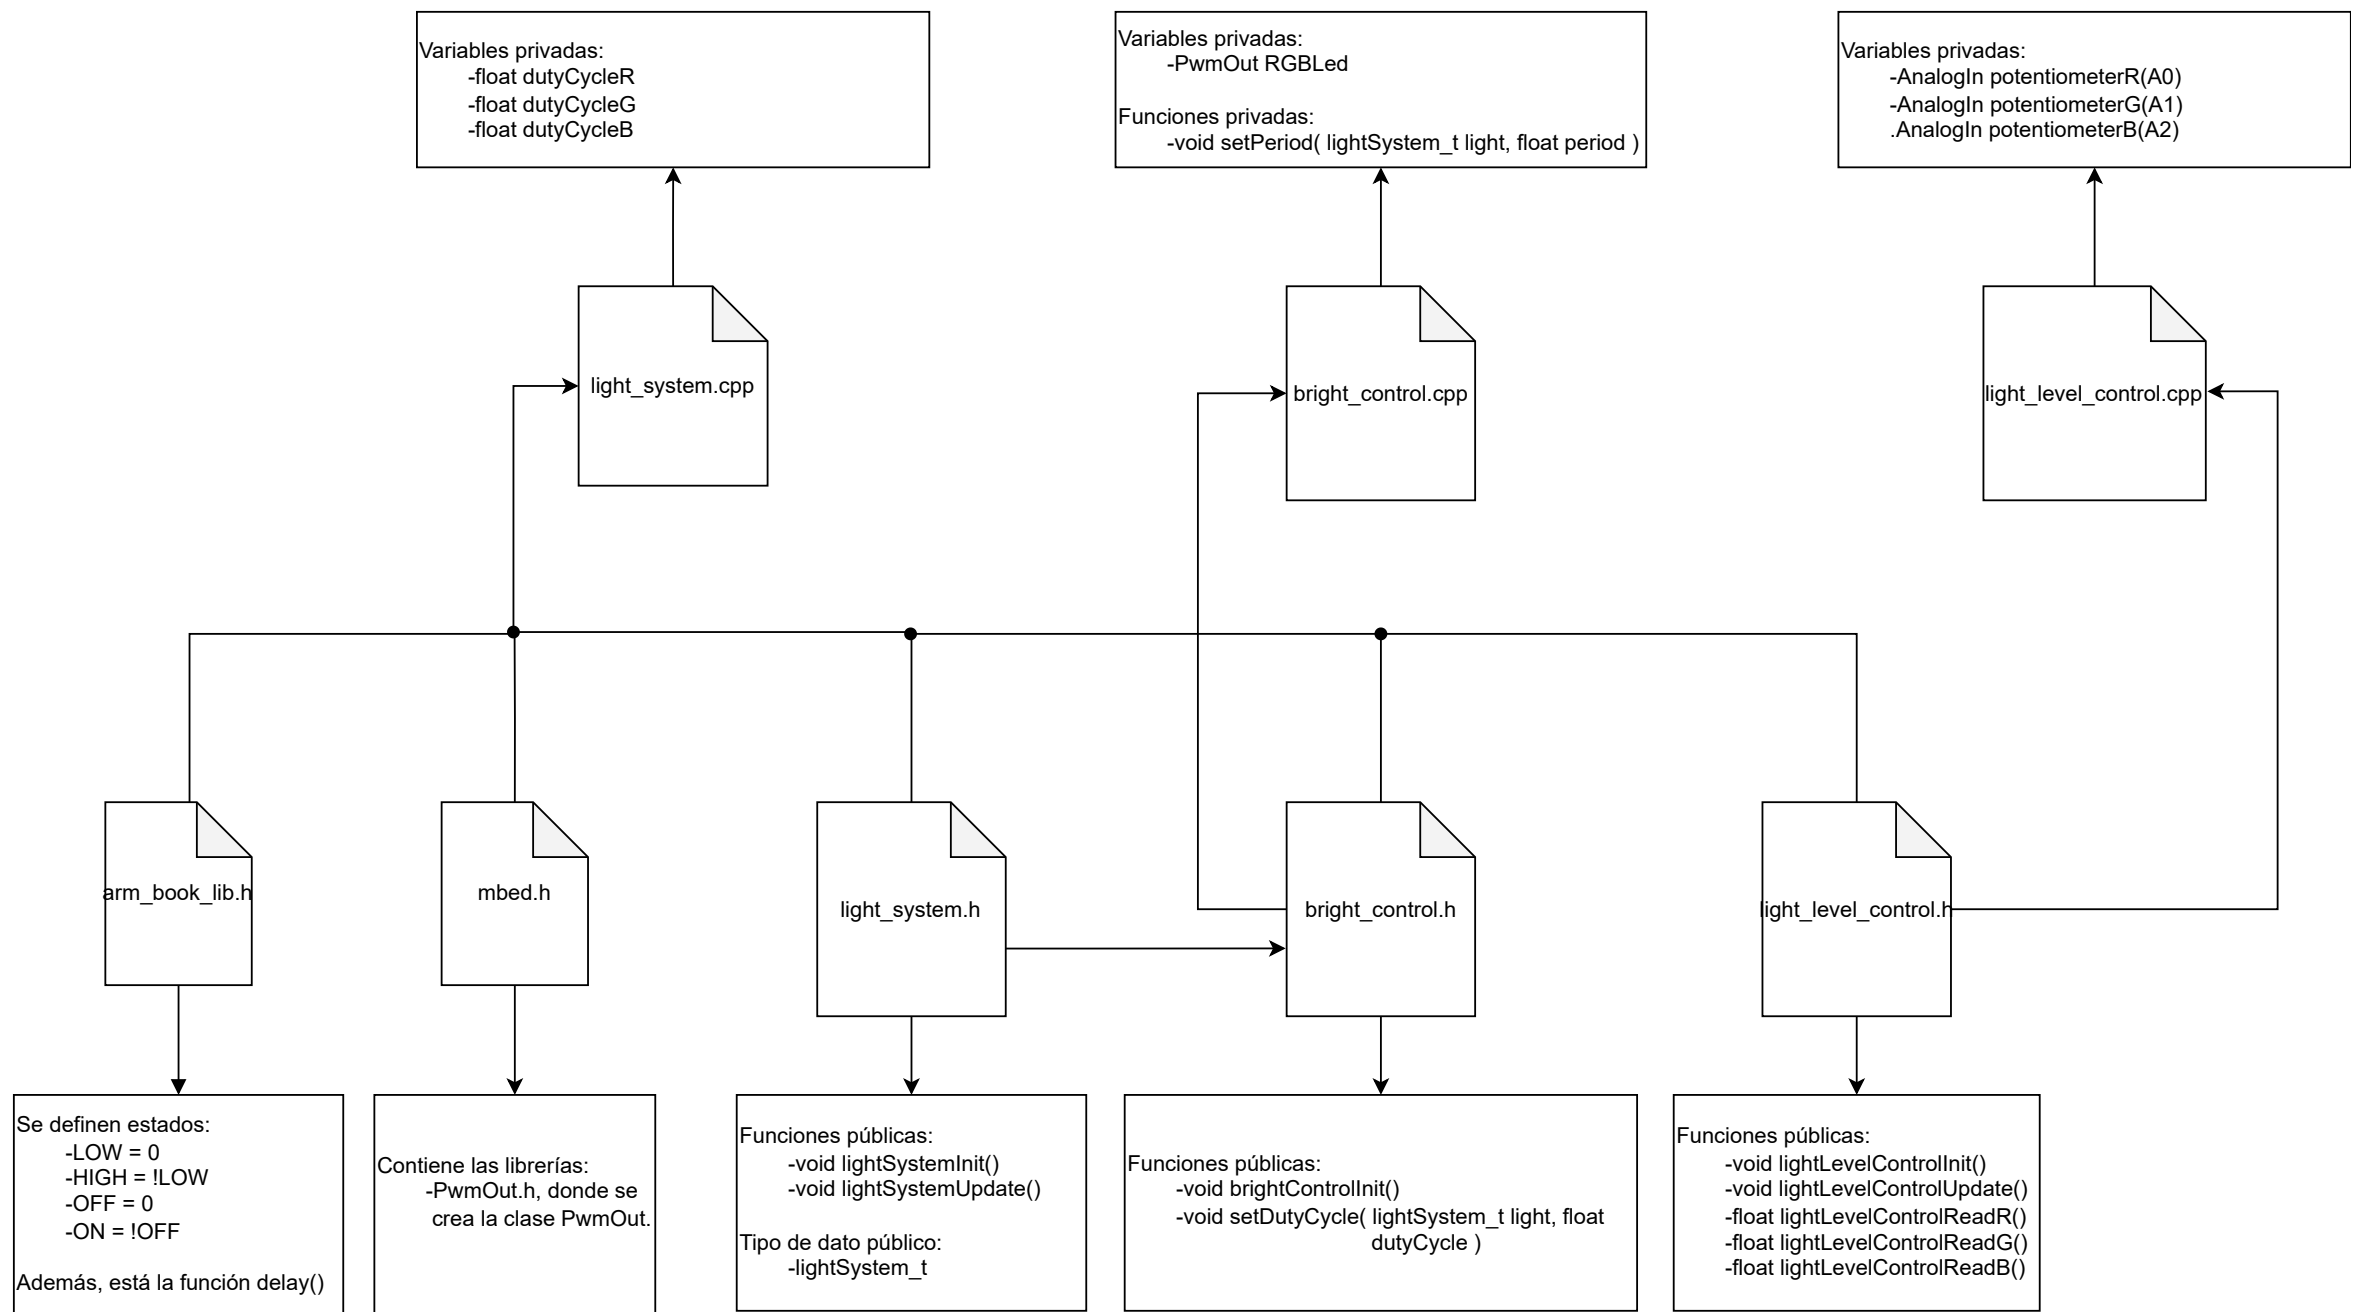 Variables privadas:
-float dutyCycleR
-float dutyCycleG
-float dutyCycleB
Variables privadas:
-PwmOut RGBLed
Funciones privadas:
-void setPeriod( lightSystem_t light, float period )
Variables privadas:
-AnalogIn potentiometerR(A0)
-AnalogIn potentiometerG(A1)
.AnalogIn potentiometerB(A2)
light_system.cpp
bright_control.cpp
light_level_control.cpp
arm_book_lib.h
mbed.h
light_system.h
bright_control.h
light_level_control.h
Se definen estados:
-LOW = 0
-HIGH = !LOW
-OFF = 0
-ON = !OFF
Además, está la función delay()
Contiene las librerías:
-PwmOut.h, donde se
crea la clase PwmOut.
Funciones públicas:
-void lightSystemInit()
-void lightSystemUpdate()
Tipo de dato público:
-lightSystem_t
Funciones públicas:
-void brightControlInit()
-void setDutyCycle( lightSystem_t light, float
dutyCycle )
Funciones públicas:
-void lightLevelControlInit()
-void lightLevelControlUpdate()
-float lightLevelControlReadR()
-float lightLevelControlReadG()
-float lightLevelControlReadB()